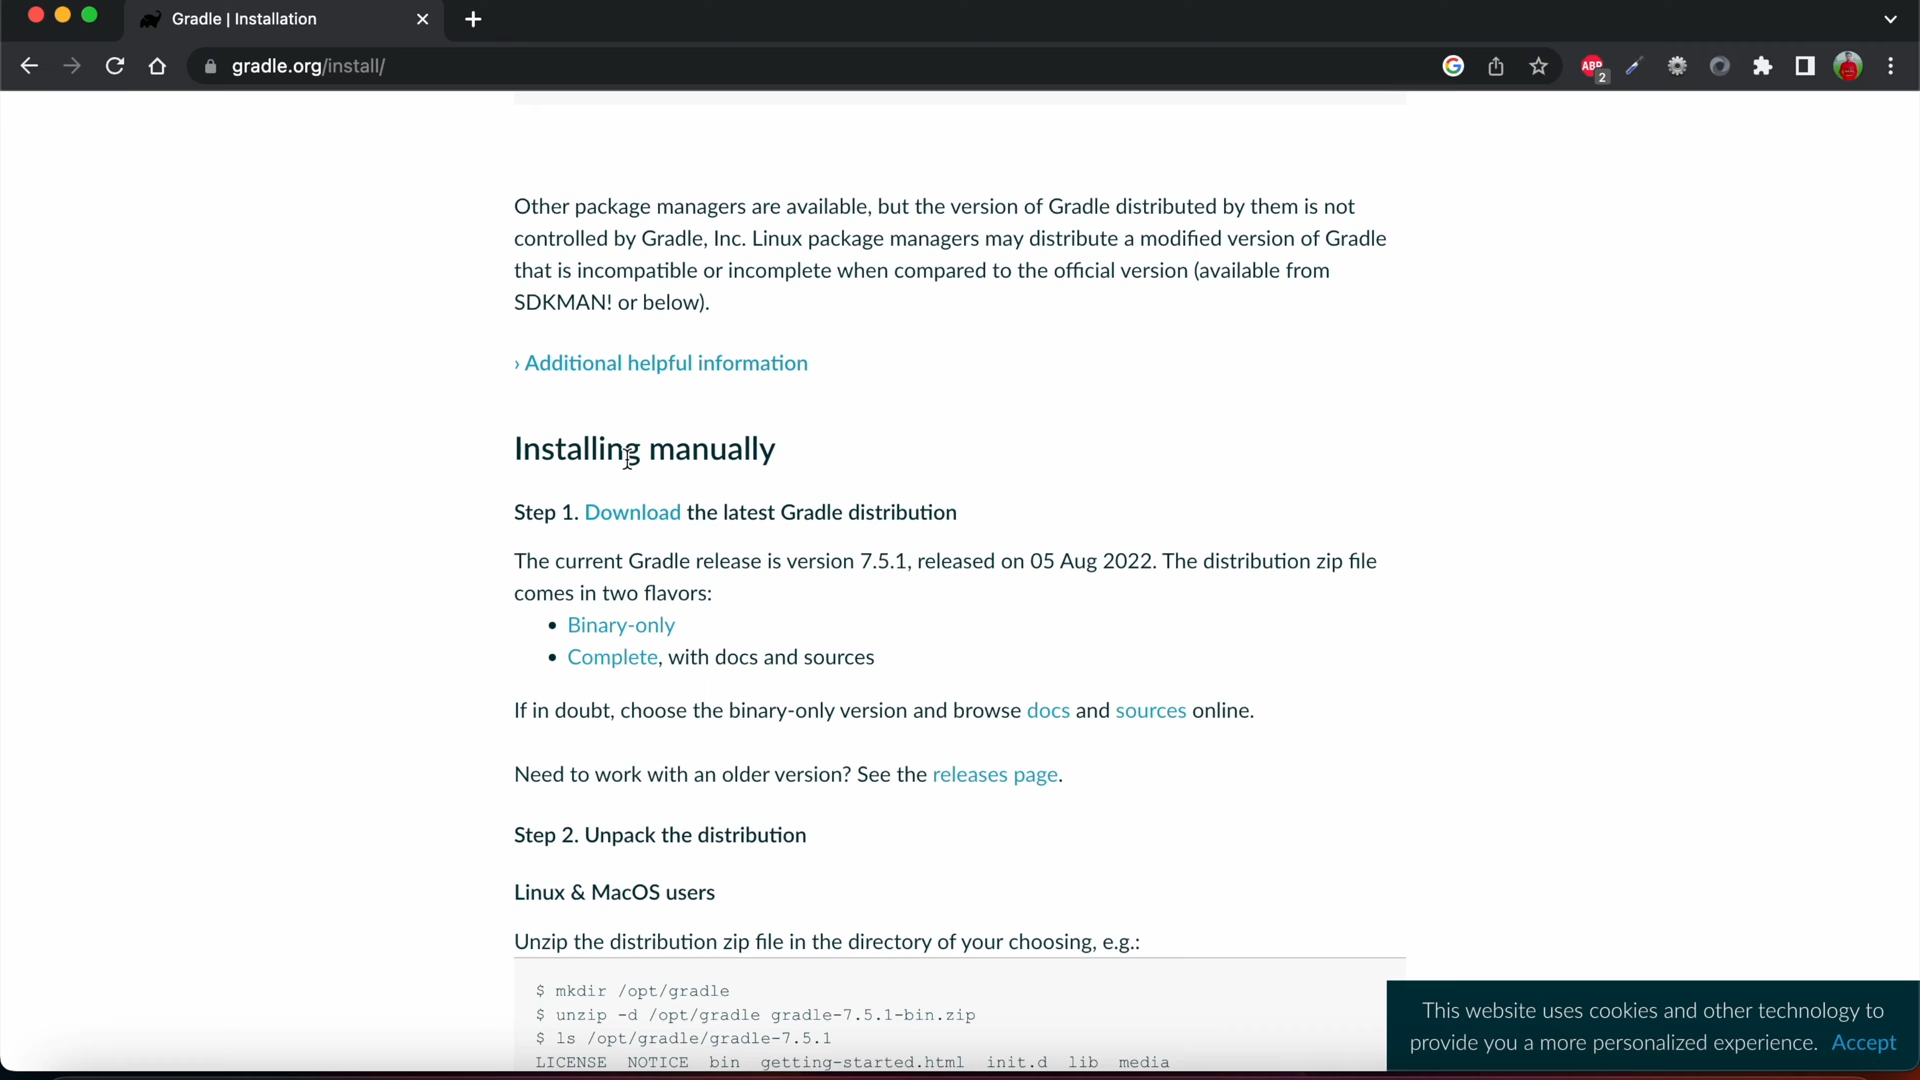 Gradle | Installation
gradle.org/install/
ABP
2
Other package managers are available, but the version of Gradle distributed by them is not
controlled by Gradle, Inc. Linux package managers may distribute a modified version of Gradle
that is incompatible or incomplete when compared to the official version (available from
SDKMAN! or below).
› Additional helpful information
Installing manually
Step 1. Download the latest Gradle distribution
The current Gradle release is version 7.5.1, released on 05 Aug 2022. The distribution zip file
comes in two flavors:
• Binary-only
• Complete, with docs and sources
If in doubt, choose the binary-only version and browse docs and sources online.
Need to work with an older version? See the releases page.
Step 2. Unpack the distribution
Linux & MacOS users
Unzip the distribution zip file in the directory of your choosing, e.g.:
$ mkdir /opt/gradle
$ unzip -d /opt/gradle gradle-7.5.1-bin.zip
$ ls /opt/gradle/gradle-7.5.1
LICENSE NOTICE bin getting-started.html init.d lib media
This website uses cookies and other technology to
provide you a more personalized experience. Accept